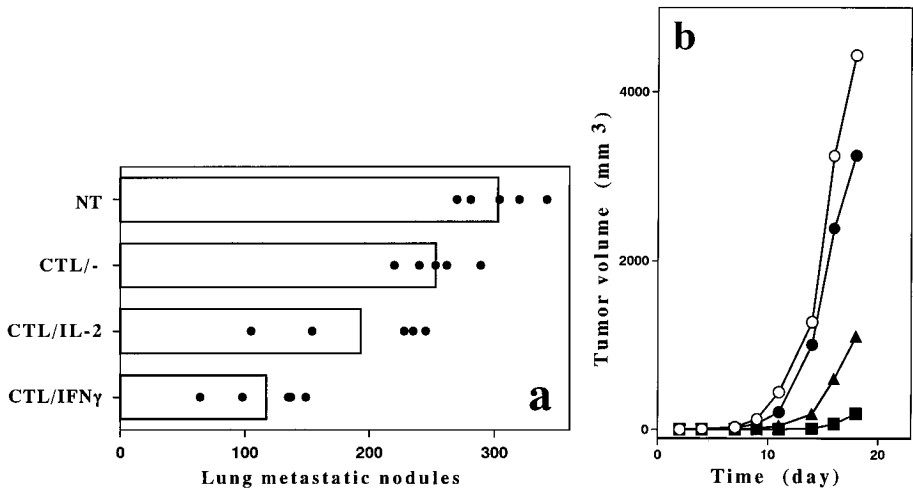 a
NT
CTL/-
CTL/IL-2
CTL/IFNγ
0 100 200 300
Lung metastatic nodules
b
Tumor volume (mm 3)
4000
2000
0
0 10 20
Time (day)